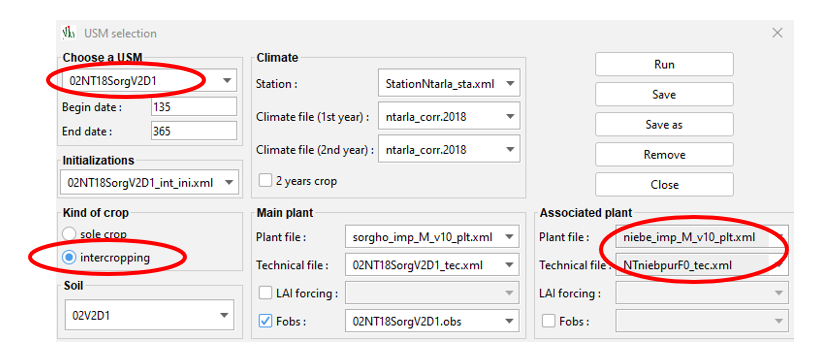 USM selection
Choose a USM
02NT18SorgV2D1
Begin date : 135
End date : 365
Initializations
02NT18SorgV2D1_int_ini.xml
Kind of crop
sole crop
intercropping
Soil
02V2D1
Climate
Station : StationNtarla_sta.xml
Climate file (1st year) : ntarla_corr.2018
Climate file (2nd year) : ntarla_corr.2018
2 years crop
Main plant
Plant file : sorgho_imp_M_v10_plt.xml
Technical file : 02NT18SorgV2D1_tec.xml
LAI forcing :
Fobs : 02NT18SorgV2D1.obs
Run
Save
Save as
Remove
Close
Associated plant
Plant file : niebe_imp_M_v10_plt.xml
Technical file : NTniebpurF0_tec.xml
LAI forcing :
Fobs :